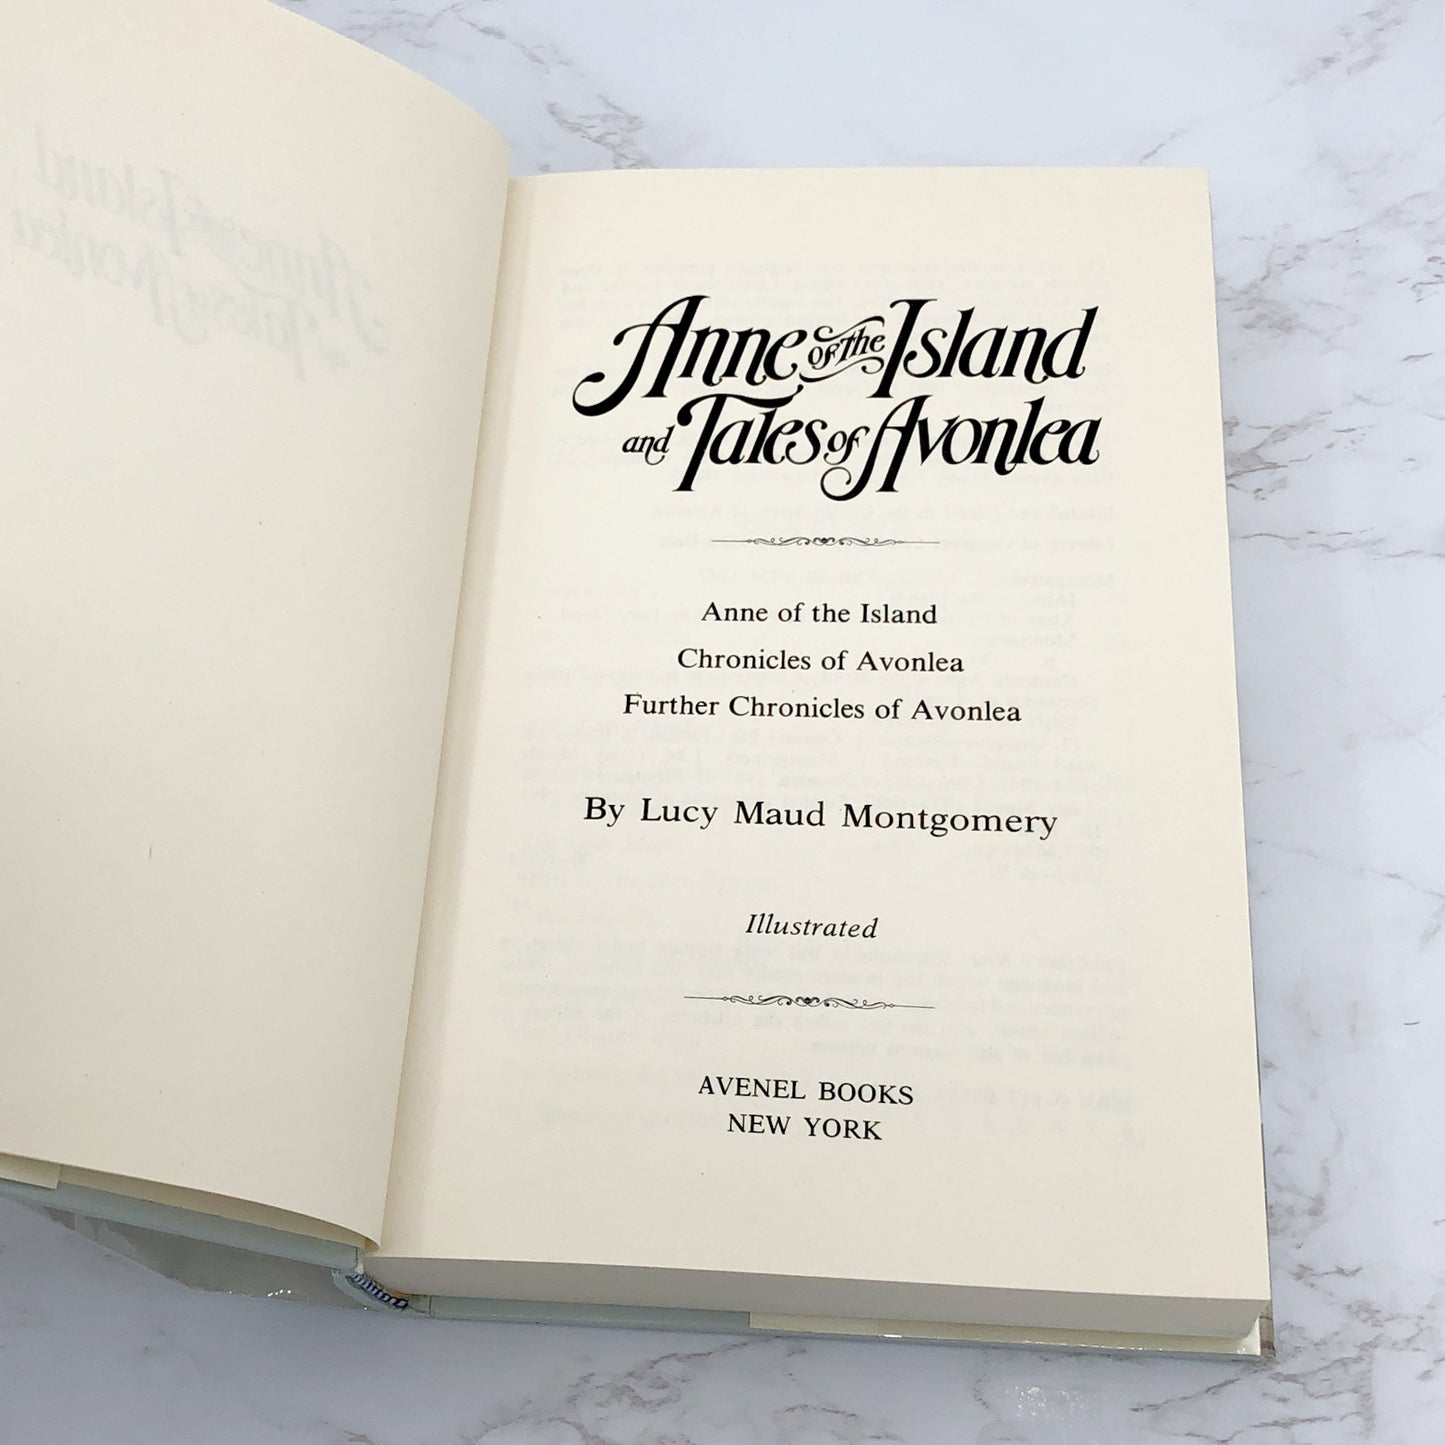 Anne of the Island
and Tales of Avonlea
Anne of the Island
Chronicles of Avonlea
Further Chronicles of Avonlea
By Lucy Maud Montgomery
Illustrated
AVENEL BOOKS
NEW YORK